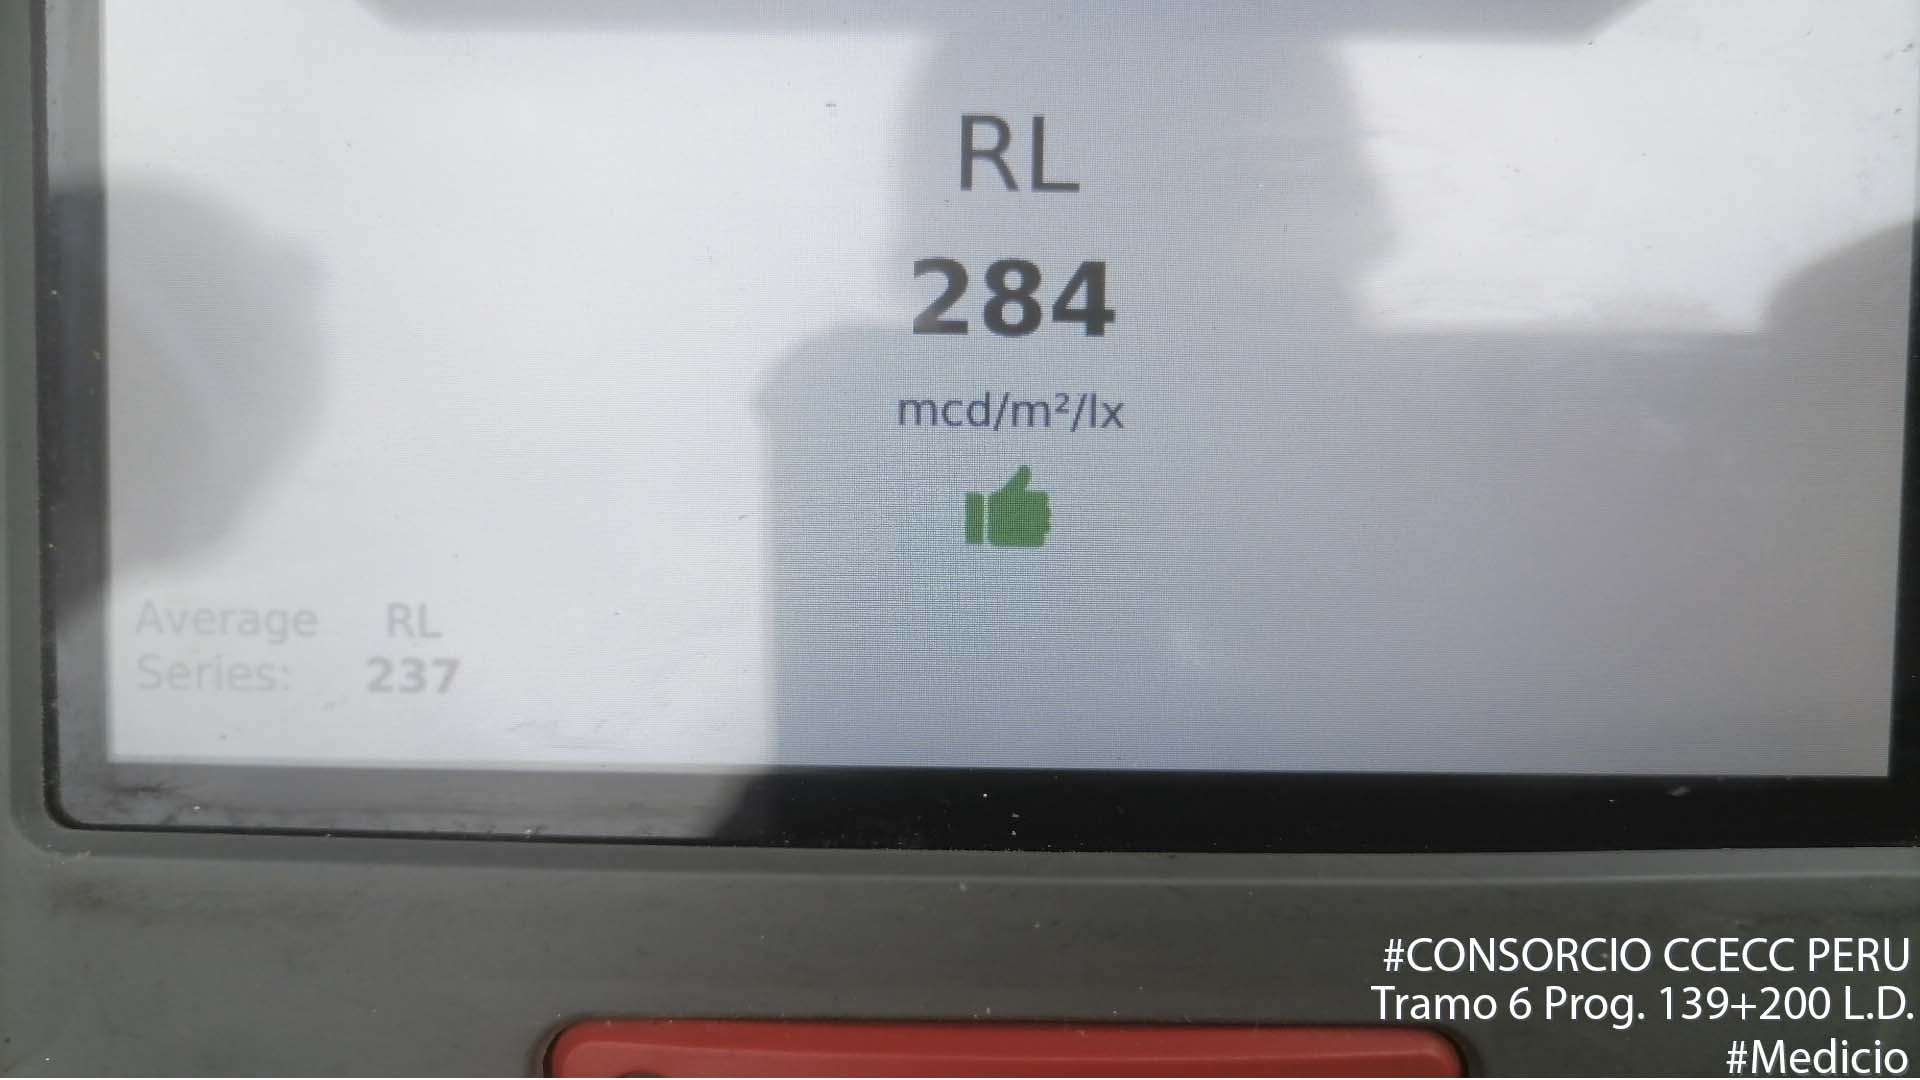 RL
284
mcd/m²/lx
Average RL
Series: 237
#CONSORCIO CCECC PERU
Tramo 6 Prog. 139+200 L.D.
#Medicio